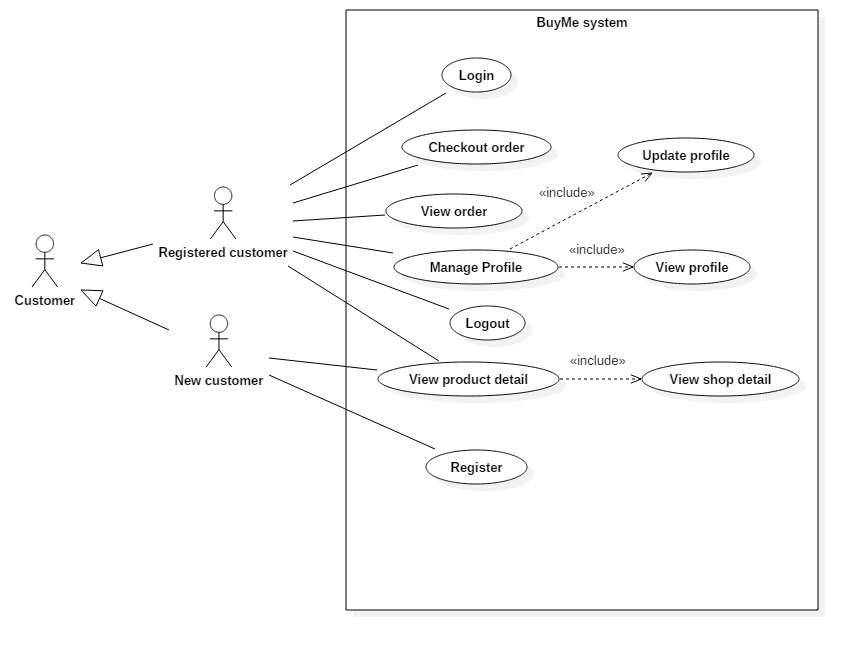 BuyMe system
Login
Checkout order
Update profile
«include»
View order
Registered customer
«include»
Manage Profile
View profile
Customer
Logout
«include»
New customer
View product detail
View shop detail
Register